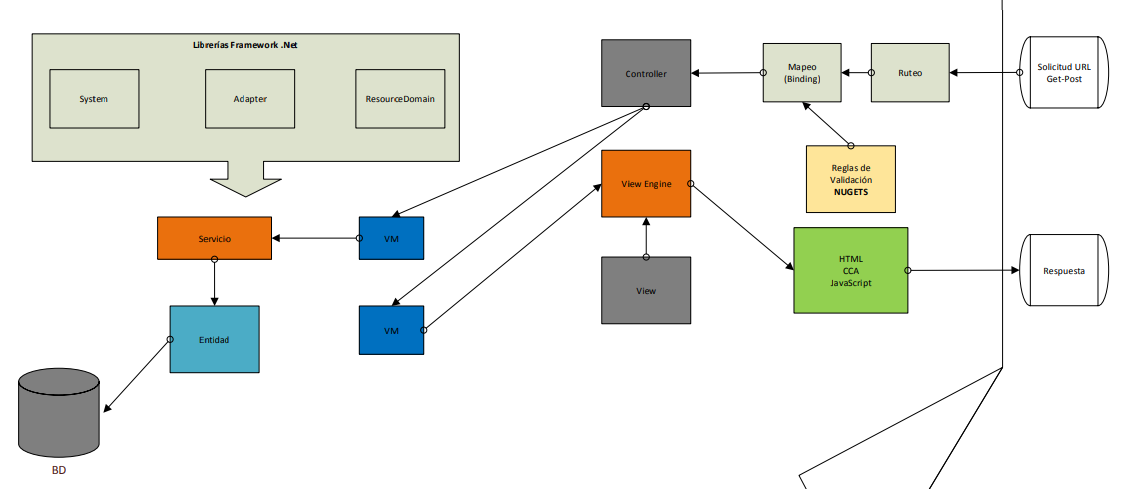 Librerías Framework .Net
System
Adapter
ResourceDomain
Controller
Mapeo
(Binding)
Ruteo
Solicitud URL
Get-Post
Reglas de
Validación
NUGETS
View Engine
Servicio
VM
HTML
CCA
JavaScript
Respuesta
View
Entidad
VM
BD